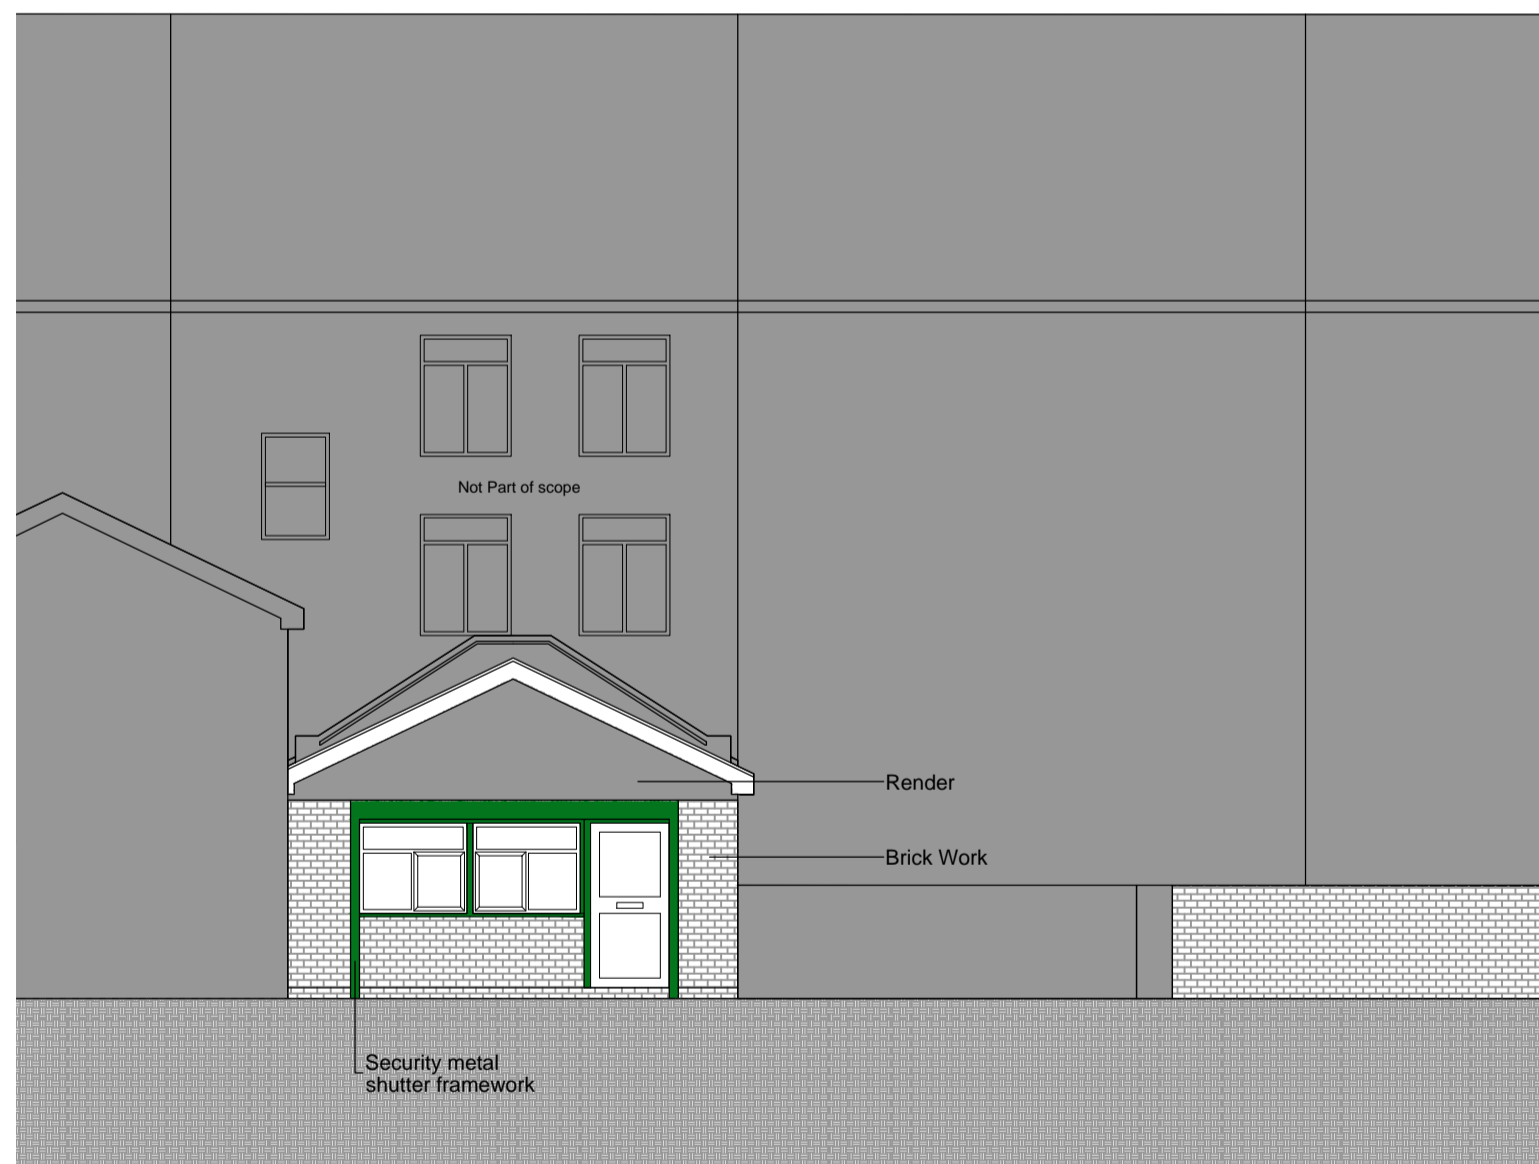 Not Part of scope
Render
Brick Work
Security metal
shutter framework